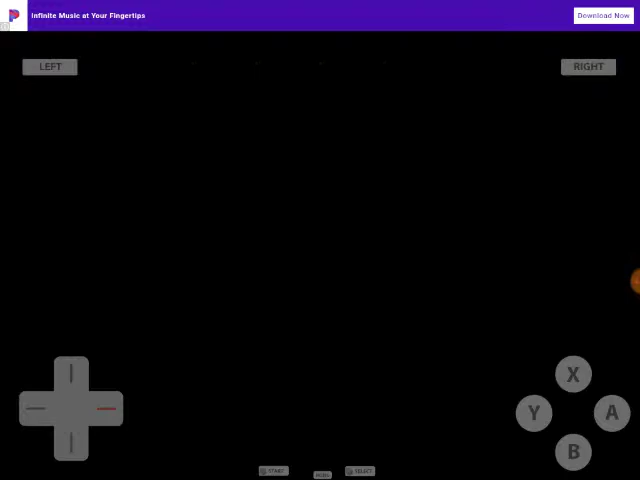 Infinite Music at Your Fingertips
Download Now
LEFT
RIGHT
X
Y
A
B
START
SELECT